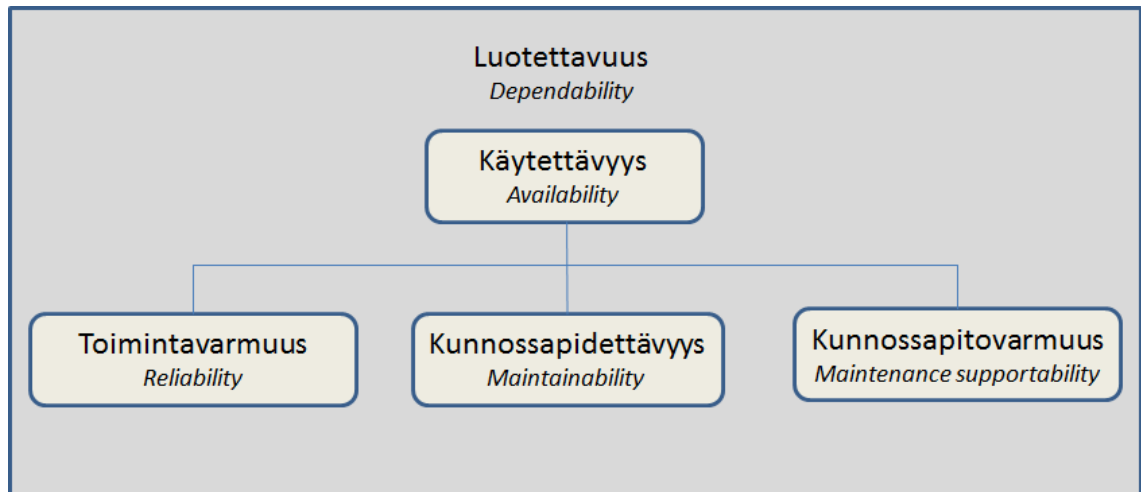 Luotettavuus
Dependability
Käytettävyys
Availability
Toimintavarmuus
Reliability
Kunnossapidettävyys
Maintainability
Kunnossapitovarmuus
Maintenance supportability